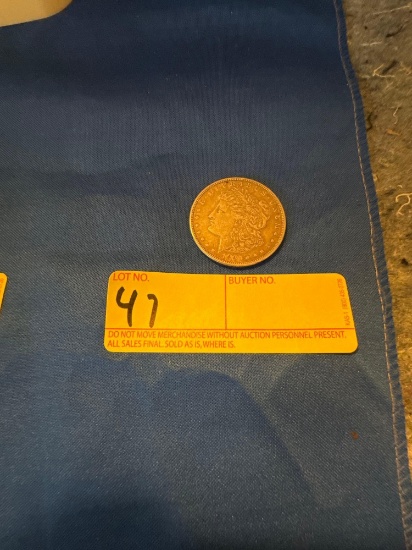 LOT NO. BUYER NO.
47
DO NOT MOVE MERCHANDISE WITHOUT AUCTION PERSONNEL PRESENT.
ALL SALES FINAL. SOLD AS IS, WHERE IS.